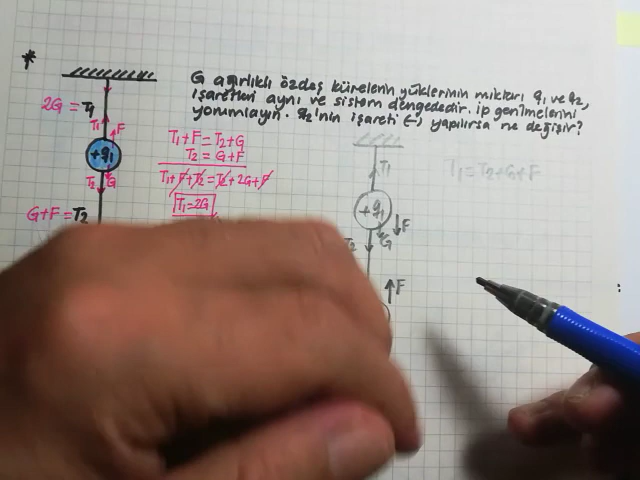 *
G ağırlıklı özdeş kürelerin yüklerinin miktarı q1 ve q2,
işaretleri aynı ve sistem dengededir. ip gerilmelerini
yorumlayın. q2'nin işareti (-) yapılırsa ne değişir?
2G = T1
T1 F
+q1
T2 G
G+F = T2
T1+F = T2+G
T2 = G+F
T1+F+T2 = T2+2G+F
T1=2G
T1
+q1
F
G
T2
F
T1=T2+G+F